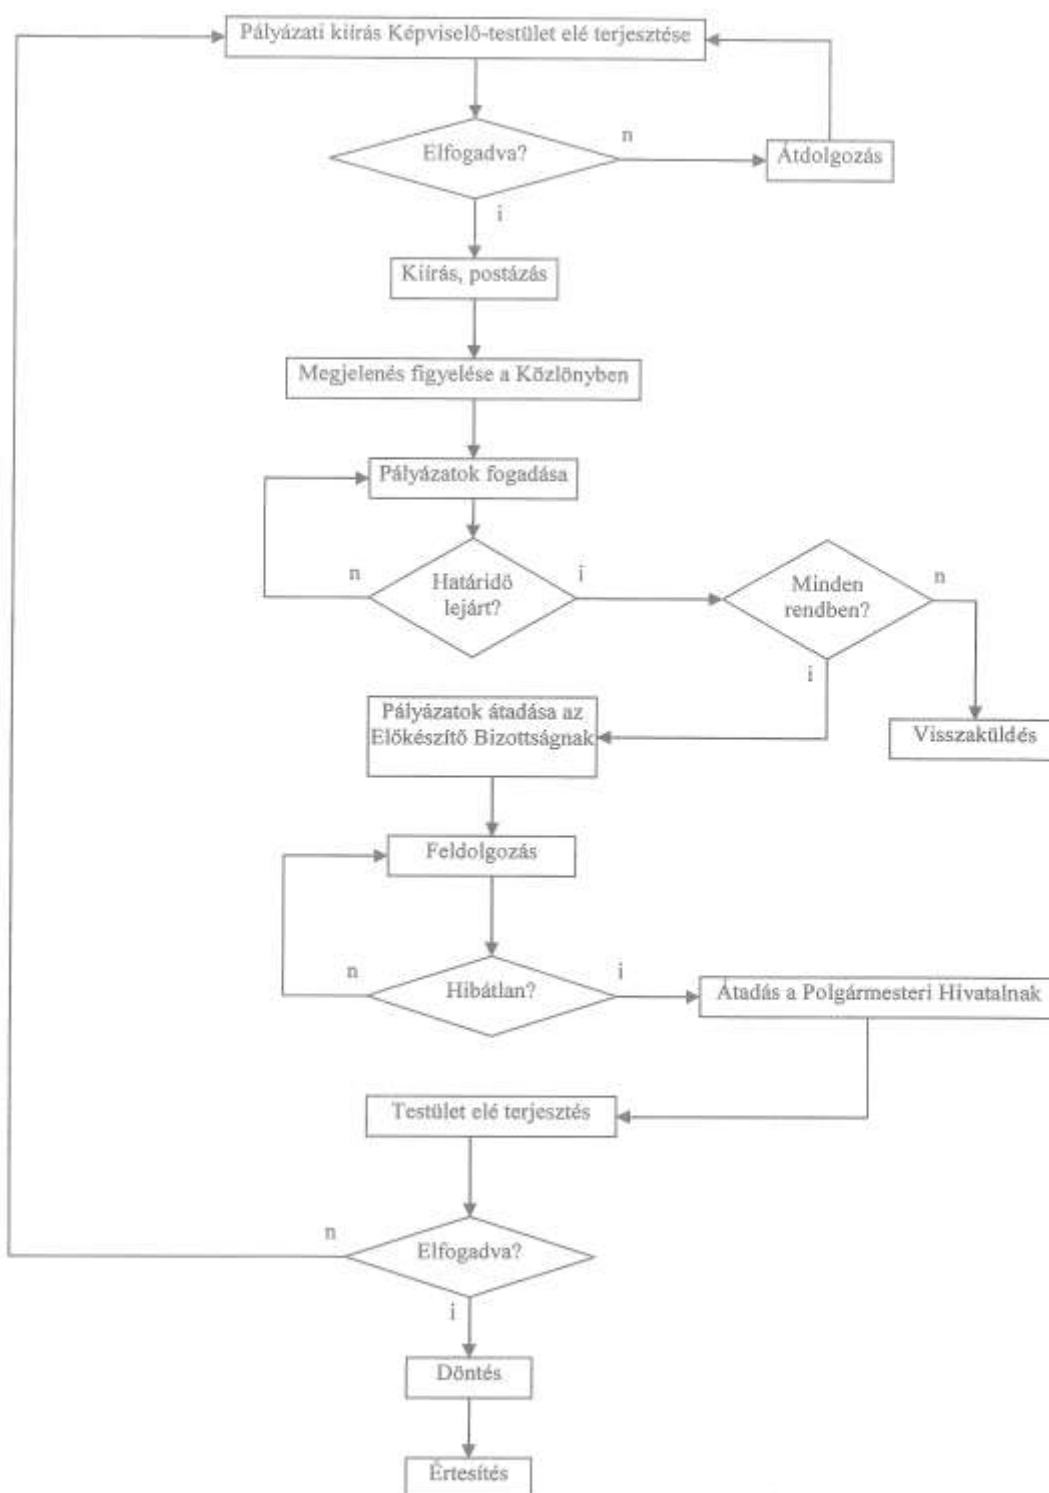 Pályázati kiírás Képviselő-testület elé terjesztése
Elfogadva?
n
Átdolgozás
i
Kiírás, postázás
Megjelenés figyelése a Közlönyben
Pályázatok fogadása
n
Határidő
lejárt?
i
Minden
rendben?
n
i
Pályázatok átadása az
Előkészítő Bizottságnak
Visszaküldés
Feldolgozás
n
Hibátlan?
i
Átadás a Polgármesteri Hivatalnak
Testület elé terjesztés
n
Elfogadva?
i
Döntés
Értesítés